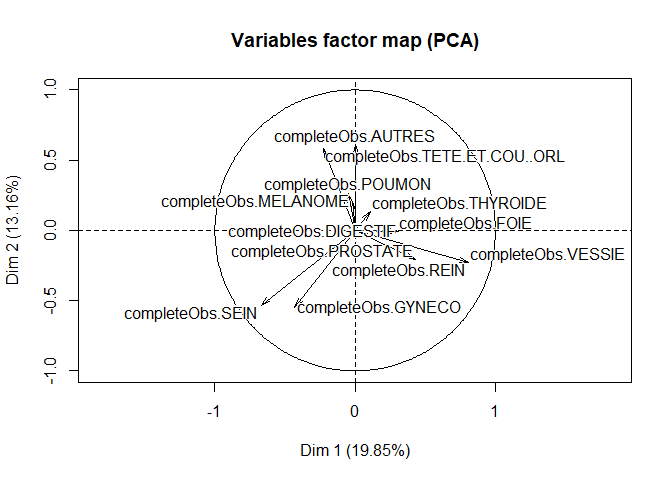 Variables factor map (PCA)
1.0
completeObs.AUTRES
0.5
completeObs.TETE.ET.COU..ORL
completeObs.POUMON
completeObs.MELANOME
completeObs.THYROIDE
completeObs.FOIE
0.0
completeObs.DIGESTIF
completeObs.PROSTATE
completeObs.VESSIE
completeObs.REIN
-0.5
completeObs.SEIN
completeObs.GYNECO
-1.0
Dim 2 (13.16%)
-1
0
1
Dim 1 (19.85%)